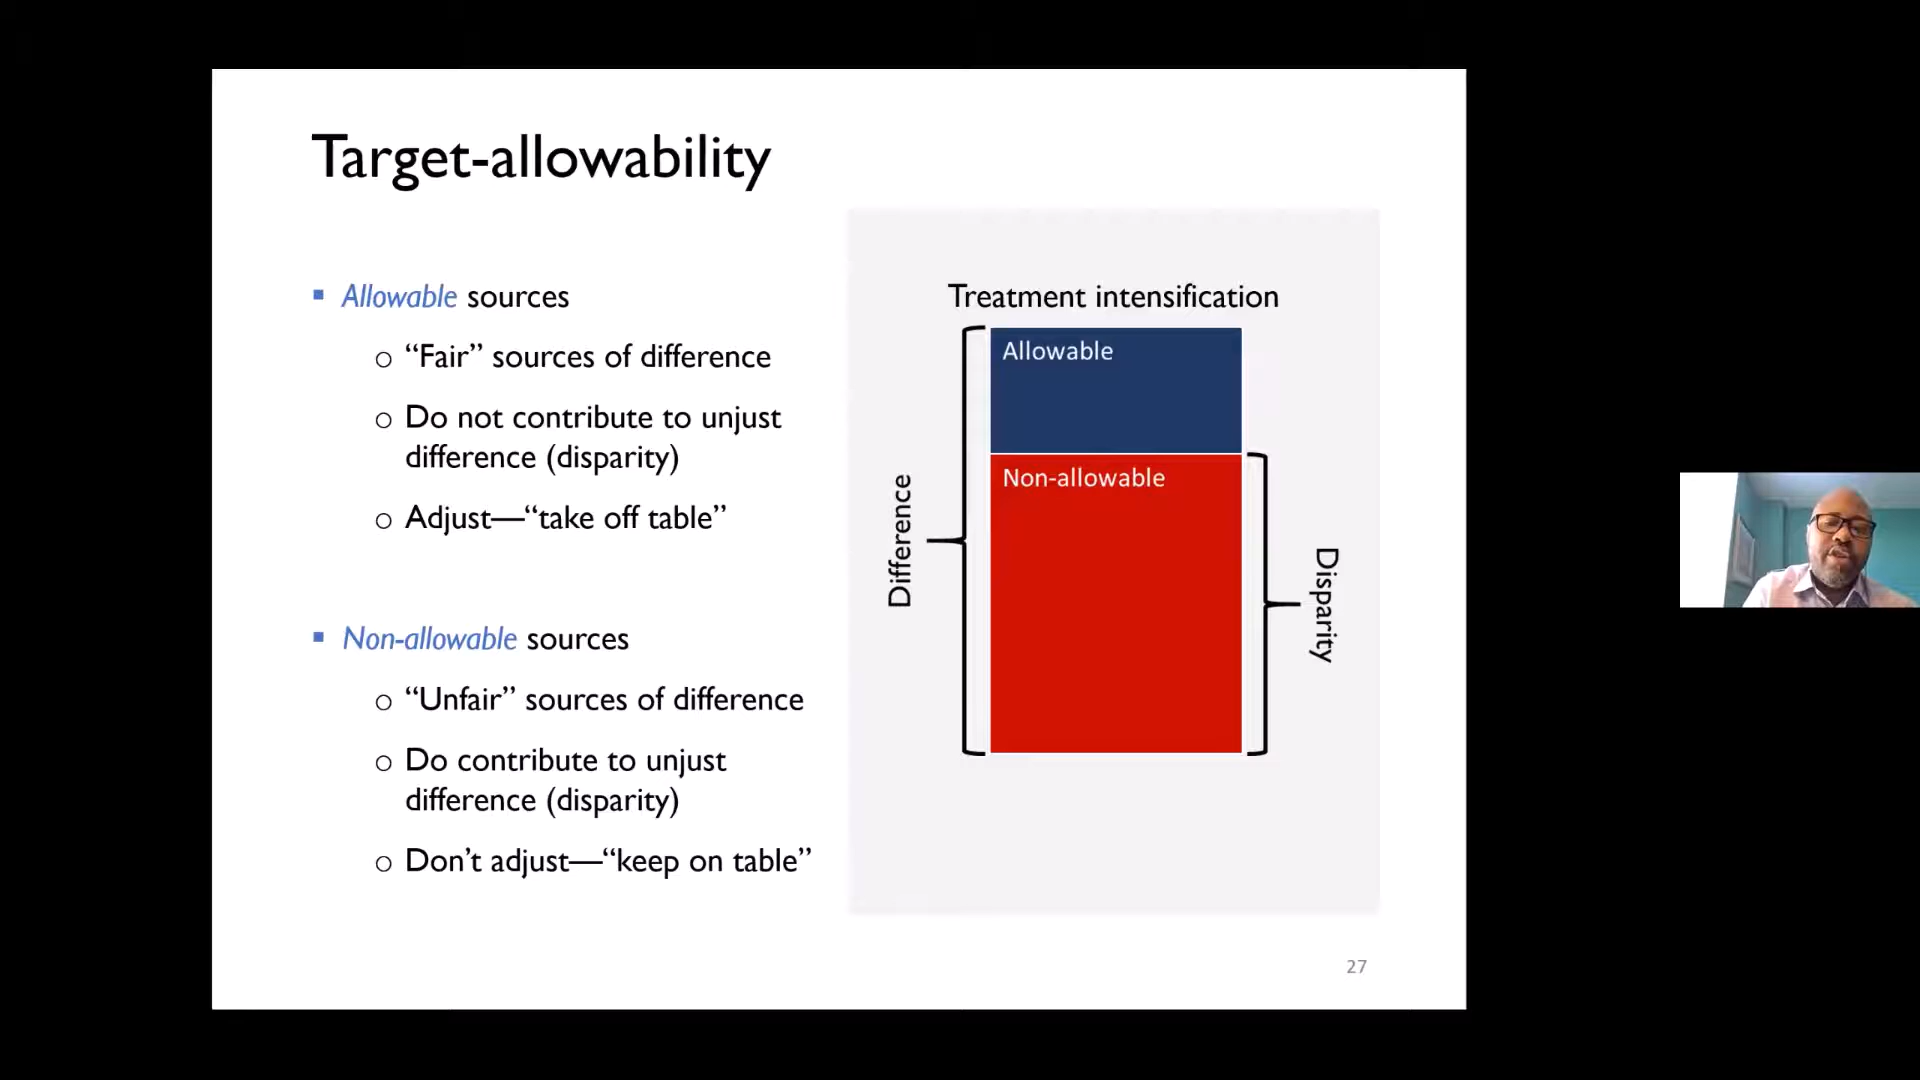 Target-allowability
▪ Allowable sources
o “Fair” sources of difference
o Do not contribute to unjust
difference (disparity)
o Adjust—“take off table”
▪ Non-allowable sources
o “Unfair” sources of difference
o Do contribute to unjust
difference (disparity)
o Don’t adjust—“keep on table”
Treatment intensification
Allowable
Non-allowable
Difference
Disparity
27